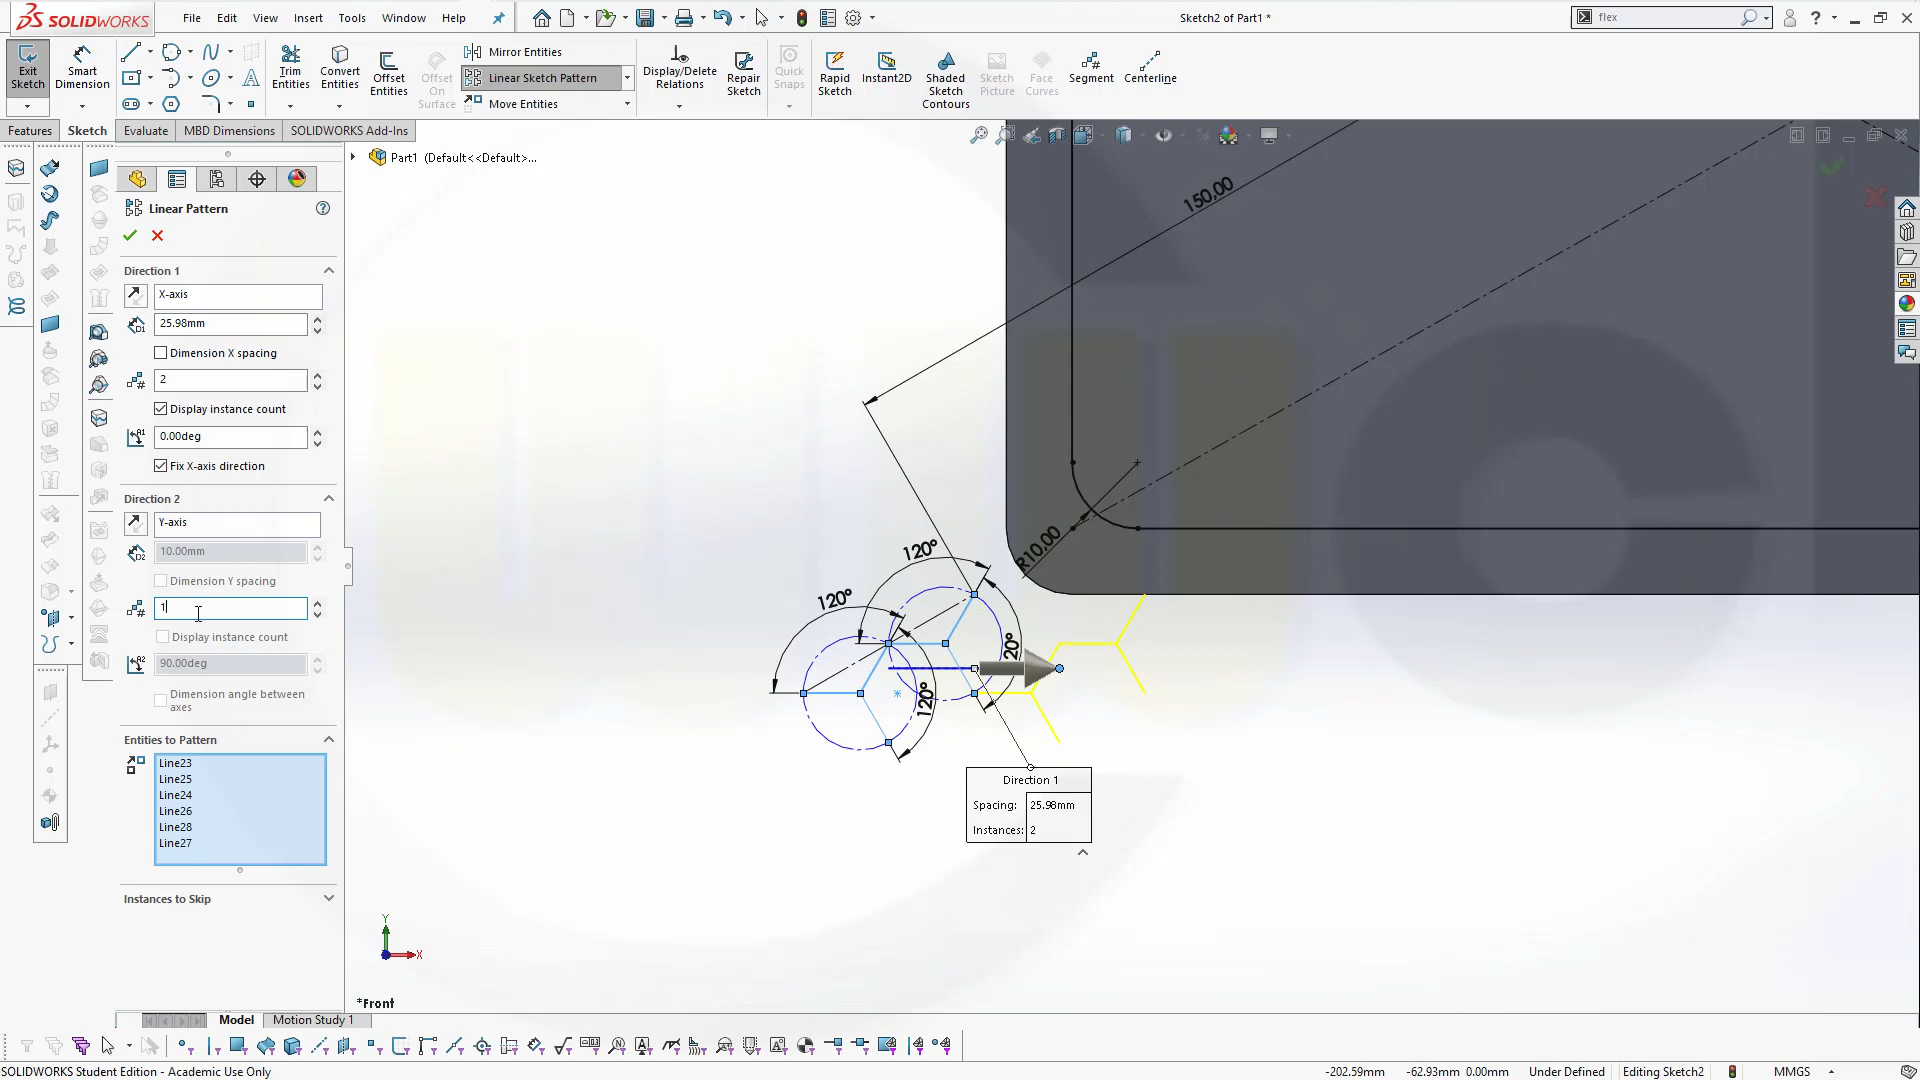 SOLIDWORKS
File Edit View Insert Tools Window Help
Sketch2 of Part1 *
flex
Exit Sketch
Smart Dimension
Trim Entities
Convert Entities
Offset Entities
Offset On Surface
Mirror Entities
Linear Sketch Pattern
Move Entities
Display/Delete Relations
Repair Sketch
Quick Snaps
Rapid Sketch
Instant2D
Shaded Sketch Contours
Sketch Picture
Face Curves
Segment
Centerline
Features Sketch Evaluate MBD Dimensions SOLIDWORKS Add-Ins
Part1 (Default<<Default>...
Linear Pattern
Direction 1
X-axis
25.98mm
Dimension X spacing
2
Display instance count
0.00deg
Fix X-axis direction
Direction 2
Y-axis
10.00mm
Dimension Y spacing
1
Display instance count
90.00deg
Dimension angle between axes
Entities to Pattern
Line23
Line25
Line24
Line26
Line28
Line27
Instances to Skip
150,00
R10,00
120°
120°
120°
Direction 1
Spacing: 25.98mm
Instances: 2
Y
X
*Front
Model Motion Study 1
SOLIDWORKS Student Edition - Academic Use Only
-202.59mm -62.93mm 0.00mm Under Defined Editing Sketch2 MMGS